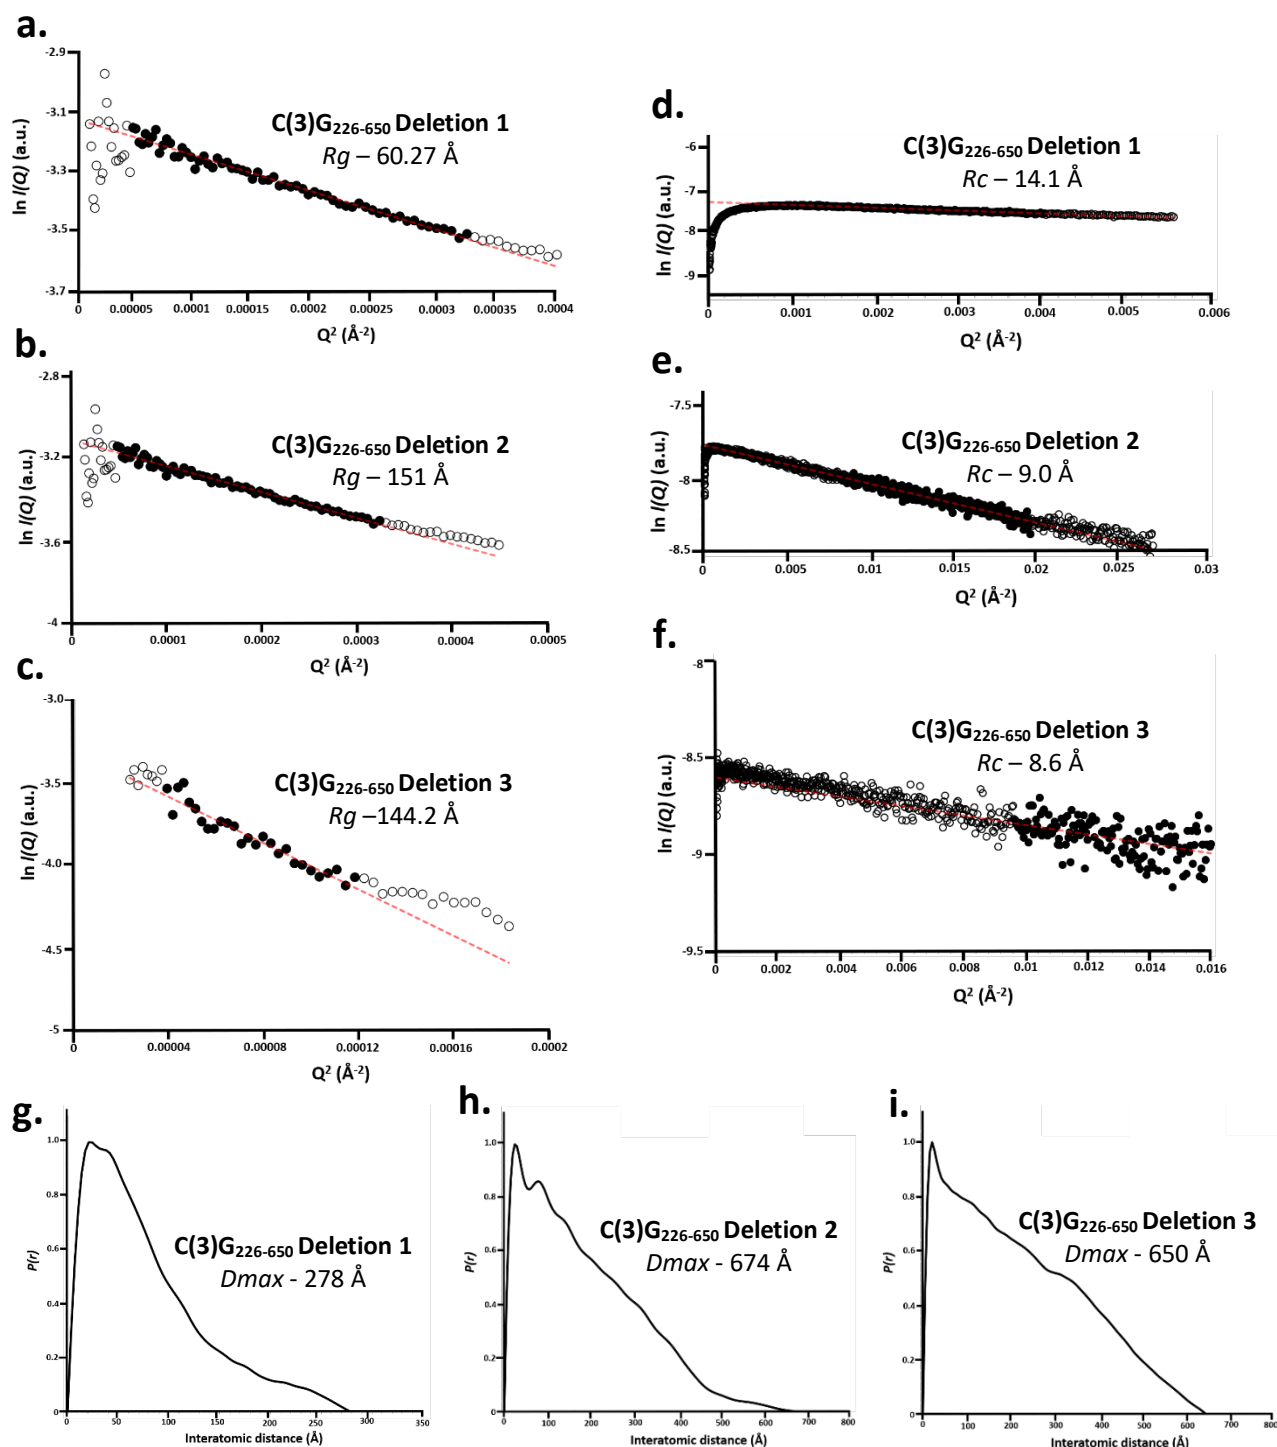 a.
-2.9
-3.1
-3.3
-3.5
-3.7
ln I(Q) (a.u.)
C(3)G226-650 Deletion 1
Rg – 60.27 Å
0
0.00005
0.0001
0.00015
0.0002
0.00025
0.0003
0.00035
0.0004
Q² (Å⁻²)
b.
-2.8
-3.2
-3.6
-4
ln I(Q) (a.u.)
C(3)G226-650 Deletion 2
Rg – 151 Å
0
0.0001
0.0002
0.0003
0.0004
0.0005
Q² (Å⁻²)
c.
-3.0
-3.5
-4.0
-4.5
-5
ln I(Q) (a.u.)
C(3)G226-650 Deletion 3
Rg –144.2 Å
0
0.00004
0.00008
0.00012
0.00016
0.0002
Q² (Å⁻²)
d.
-6
-7
-8
-9
ln I(Q) (a.u.)
C(3)G226-650 Deletion 1
Rc – 14.1 Å
0
0.001
0.002
0.003
0.004
0.005
0.006
Q² (Å⁻²)
e.
-7.5
-8
-8.5
ln I(Q) (a.u.)
C(3)G226-650 Deletion 2
Rc – 9.0 Å
0
0.005
0.01
0.015
0.02
0.025
0.03
Q² (Å⁻²)
f.
-8
-8.5
-9
-9.5
ln I(Q) (a.u.)
C(3)G226-650 Deletion 3
Rc – 8.6 Å
0
0.002
0.004
0.006
0.008
0.01
0.012
0.014
0.016
Q² (Å⁻²)
g.
1.0
0.8
0.6
0.4
0.2
0
P(r)
C(3)G226-650 Deletion 1
Dmax - 278 Å
0
50
100
150
200
250
300
350
Interatomic distance (Å)
h.
1.0
0.8
0.6
0.4
0.2
0
P(r)
C(3)G226-650 Deletion 2
Dmax - 674 Å
0
100
200
300
400
500
600
700
800
Interatomic distance (Å)
i.
1.0
0.8
0.6
0.4
0.2
0
P(r)
C(3)G226-650 Deletion 3
Dmax - 650 Å
0
100
200
300
400
500
600
700
800
Interatomic distance (Å)